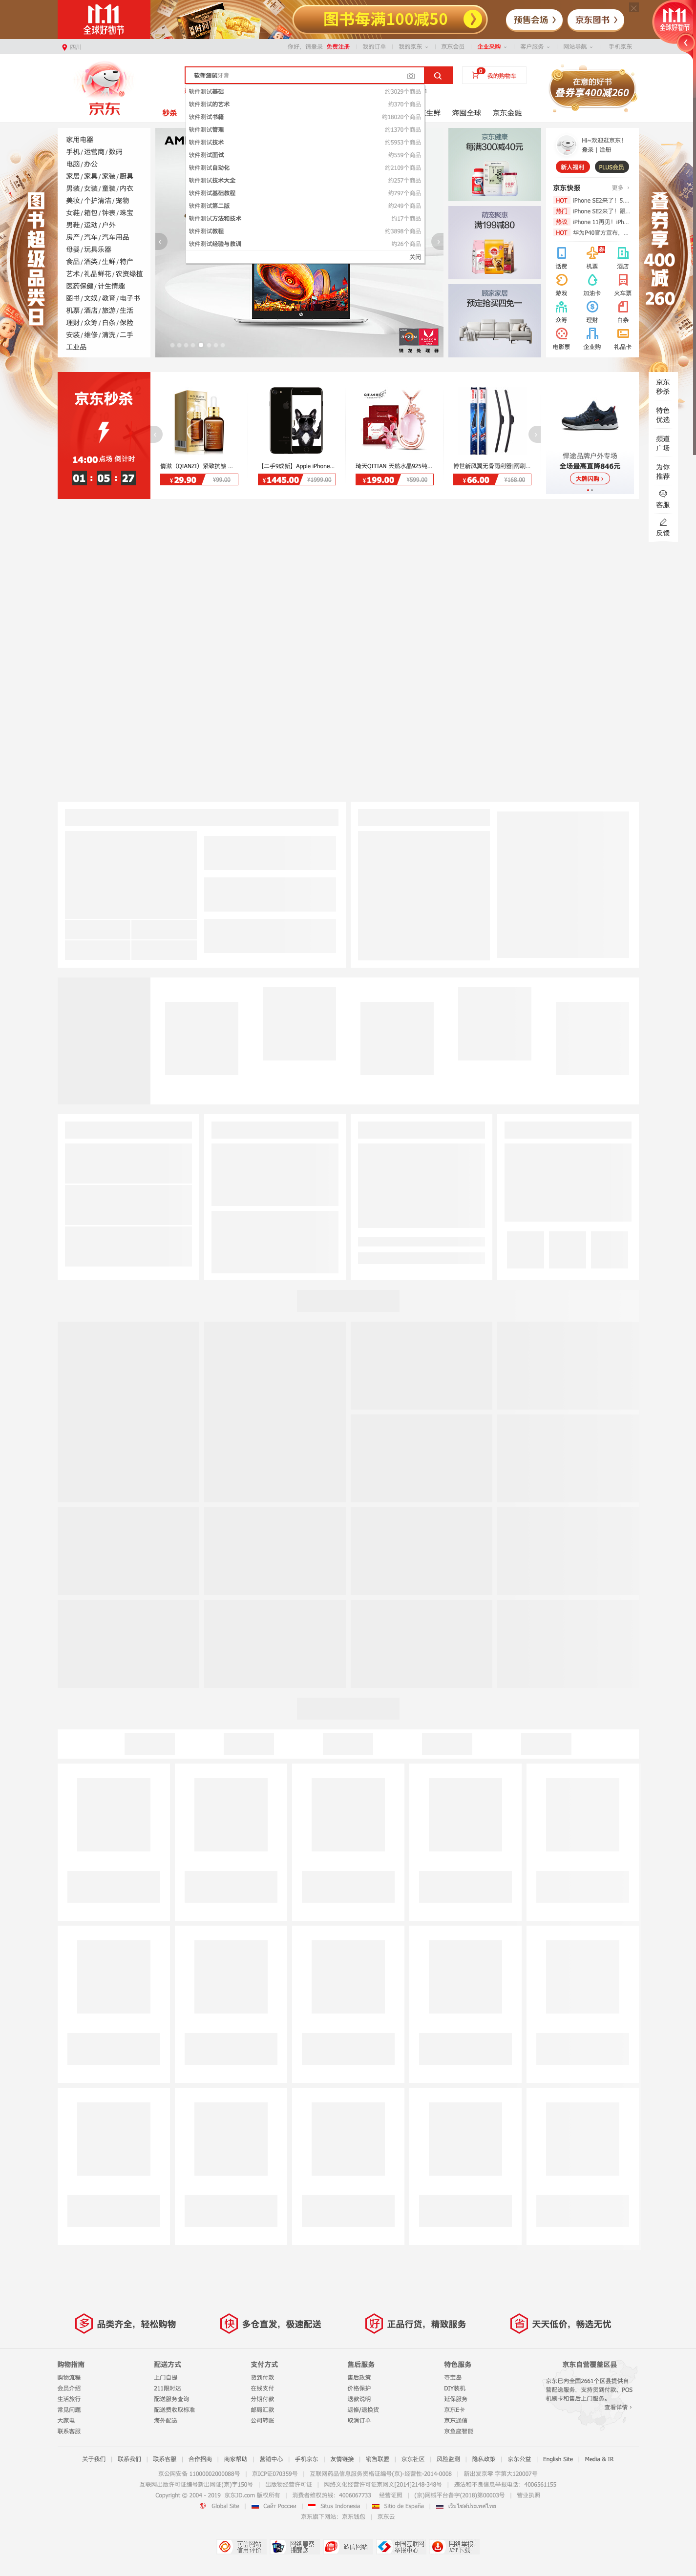 11.11
全球好物节
图书每满100减50
预售会场
京东图书
11.11
全球好物节
四川
你好，请登录 免费注册
我的订单
我的京东
京东会员
企业采购
客户服务
网站导航
手机京东
京东
软件测试
0
我的购物车
在意的好书
叠券享400减260
秒杀
生鲜
海囤全球
京东金融
软件测试基础 约3029个商品
软件测试的艺术 约370个商品
软件测试书籍 约18020个商品
软件测试管理 约1370个商品
软件测试技术 约5953个商品
软件测试面试 约559个商品
软件测试自动化 约2109个商品
软件测试技术大全 约257个商品
软件测试基础教程 约797个商品
软件测试第二版 约249个商品
软件测试方法和技术 约17个商品
软件测试教程 约3898个商品
软件测试经验与教训 约26个商品
关闭
图书超级品类日
叠券享400减260
家用电器
手机/运营商/数码
电脑/办公
家居/家具/家装/厨具
男装/女装/童装/内衣
美妆/个护清洁/宠物
女鞋/箱包/钟表/珠宝
男鞋/运动/户外
房产/汽车/汽车用品
母婴/玩具乐器
食品/酒类/生鲜/特产
艺术/礼品鲜花/农资绿植
医药保健/计生情趣
图书/文娱/教育/电子书
机票/酒店/旅游/生活
理财/众筹/白条/保险
安装/维修/清洗/二手
工业品
RYZEN
RADEON
锐龙处理器
京东健康
每满300减40元
萌宠聚惠
满199减80
顾家家居
预定抢买四免一
Hi~欢迎逛京东！
登录 | 注册
新人福利
PLUS会员
京东快报
更多
HOT iPhone SE2来了！5....
热门 iPhone SE2来了！甜...
热议 iPhone 11再见！iPh...
HOT 华为P40官方宣布，...
话费
机票
酒店
游戏
加油卡
火车票
众筹
理财
白条
电影票
企业购
礼品卡
京东秒杀
14:00点场 倒计时
01:05:27
倩滋（QIANZI）紧致抗皱 ...
¥29.90 ¥99.00
【二手9成新】Apple iPhone...
¥1445.00 ¥1999.00
琦天QITIAN 天然水晶925纯...
¥199.00 ¥599.00
博世新风翼无骨雨刮器|雨刷...
¥66.00 ¥168.00
悍途品牌户外专场
全场最高直降846元
大牌闪购
京东
秒杀
特色
优选
频道
广场
为你
推荐
客服
反馈
多 品类齐全，轻松购物
快 多仓直发，极速配送
好 正品行货，精致服务
省 天天低价，畅选无忧
购物指南
购物流程
会员介绍
生活旅行
常见问题
大家电
联系客服
配送方式
上门自提
211限时达
配送服务查询
配送费收取标准
海外配送
支付方式
货到付款
在线支付
分期付款
邮局汇款
公司转账
售后服务
售后政策
价格保护
退款说明
返修/退换货
取消订单
特色服务
夺宝岛
DIY装机
延保服务
京东E卡
京东通信
京鱼座智能
京东自营覆盖区县
京东已向全国2661个区县提供自
营配送服务，支持货到付款、POS
机刷卡和售后上门服务。
查看详情
关于我们 | 联系我们 | 联系客服 | 合作招商 | 商家帮助 | 营销中心 | 手机京东 | 友情链接 | 销售联盟 | 京东社区 | 风险监测 | 隐私政策 | 京东公益 | English Site | Media & IR
京公网安备 11000002000088号 | 京ICP证070359号 | 互联网药品信息服务资格证编号(京)-经营性-2014-0008 | 新出发京零 字第大120007号
互联网出版许可证编号新出网证(京)字150号 | 出版物经营许可证 | 网络文化经营许可证京网文[2014]2148-348号 | 违法和不良信息举报电话：4006561155
Copyright © 2004 - 2019 京东JD.com 版权所有 | 消费者维权热线：4006067733 经营证照 | (京)网械平台备字(2018)第00003号 | 营业执照
Global Site | Сайт России | Situs Indonesia | Sitio de España | เว็บไซต์ประเทศไทย
京东旗下网站：京东钱包 | 京东云
可信网站
信用评价
网络警察
提醒您
诚信网站
中国互联网
举报中心
网络举报
APP下载